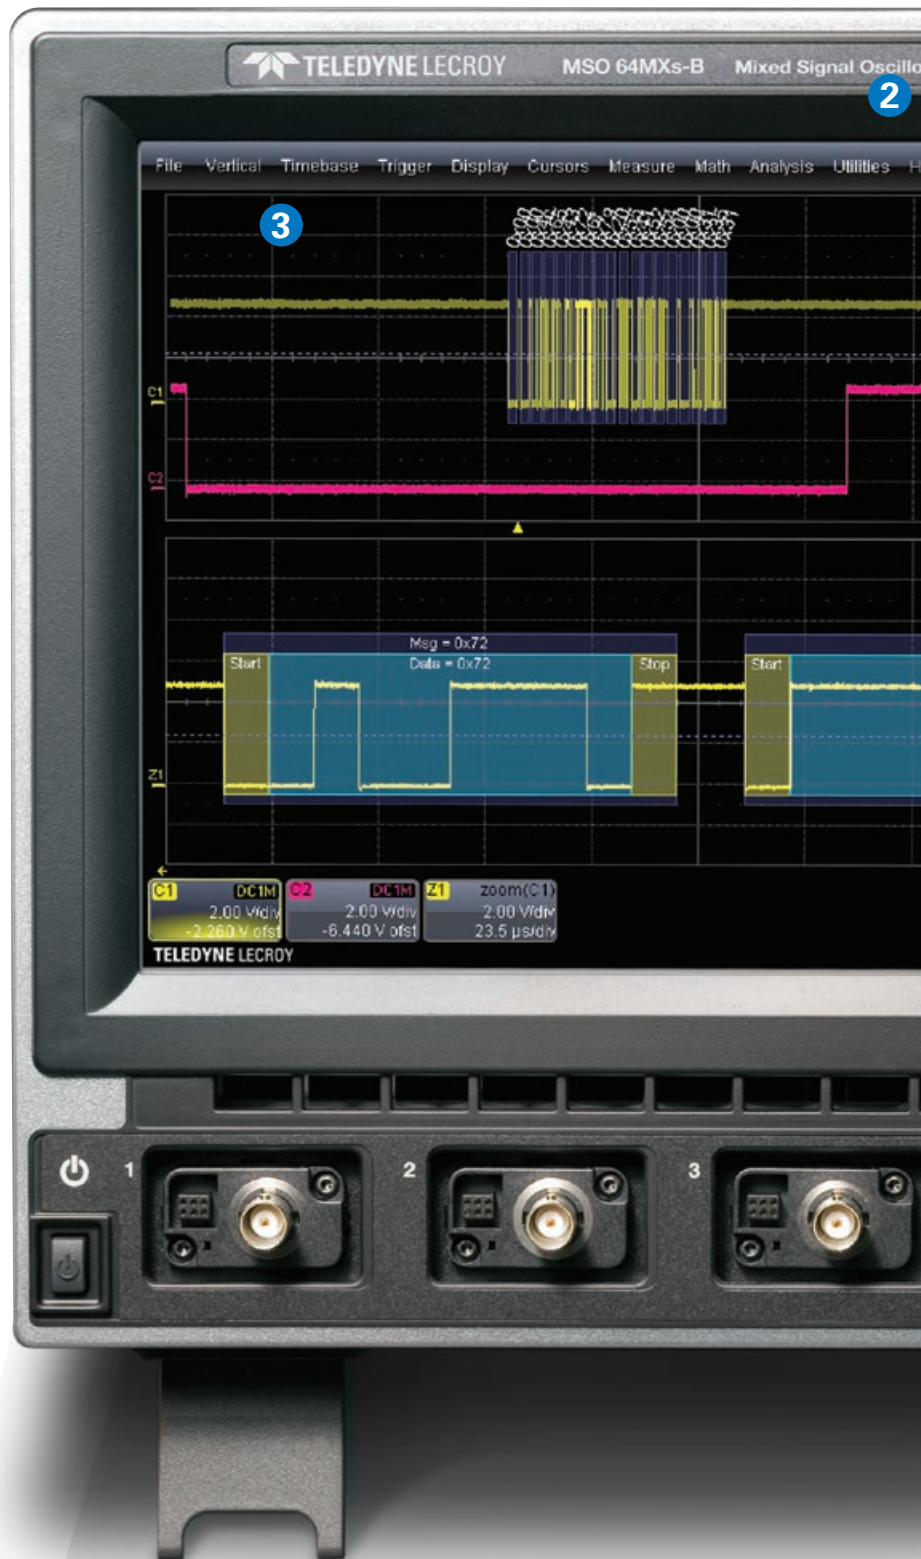 TELEDYNE LECROY MSO 64MXs-B Mixed Signal Oscillo
2
File Vertical Timebase Trigger Display Cursors Measure Math Analysis Utilities H
3
C1
C2
Msg = 0x72
Start Data = 0x72 Stop Start
Z1
C1 DC1M C2 DC1M Z1 zoom(C1)
2.00 V/div 2.00 V/div 2.00 V/div
-2.260 V ofst -6.440 V ofst 23.5 µs/div
TELEDYNE LECROY
1 2 3